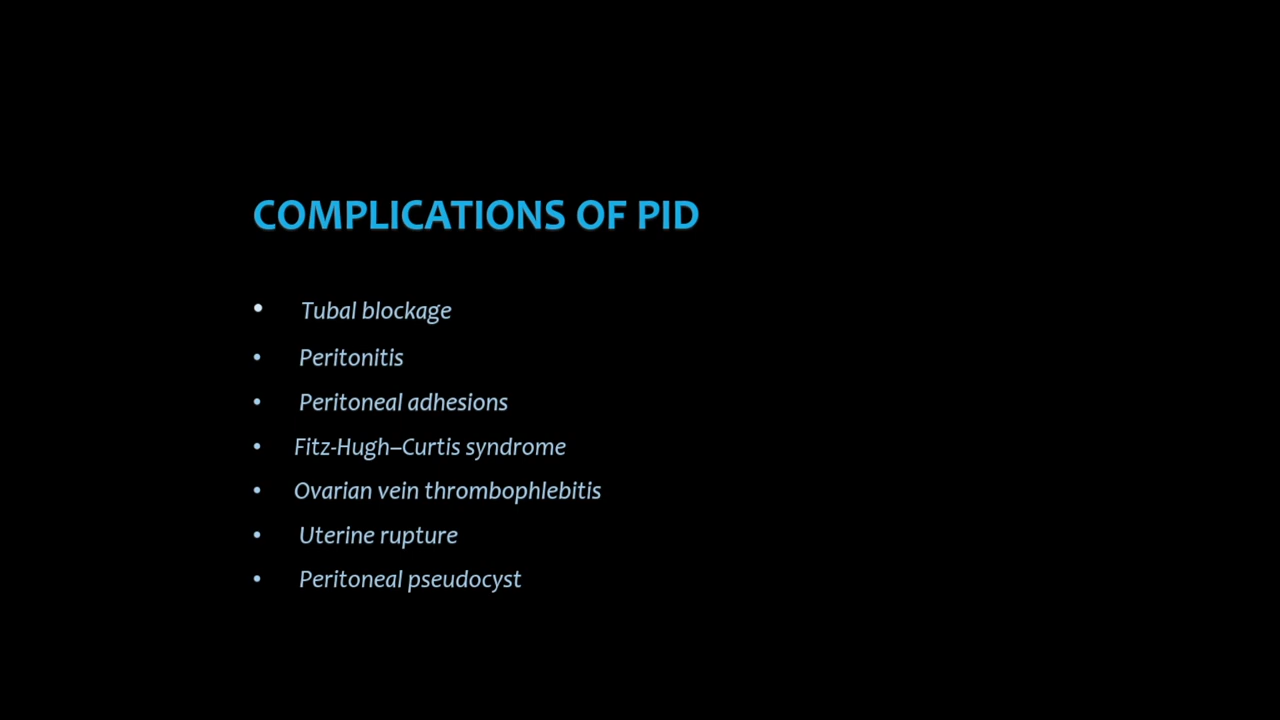 COMPLICATIONS OF PID
• Tubal blockage
• Peritonitis
• Peritoneal adhesions
• Fitz-Hugh–Curtis syndrome
• Ovarian vein thrombophlebitis
• Uterine rupture
• Peritoneal pseudocyst